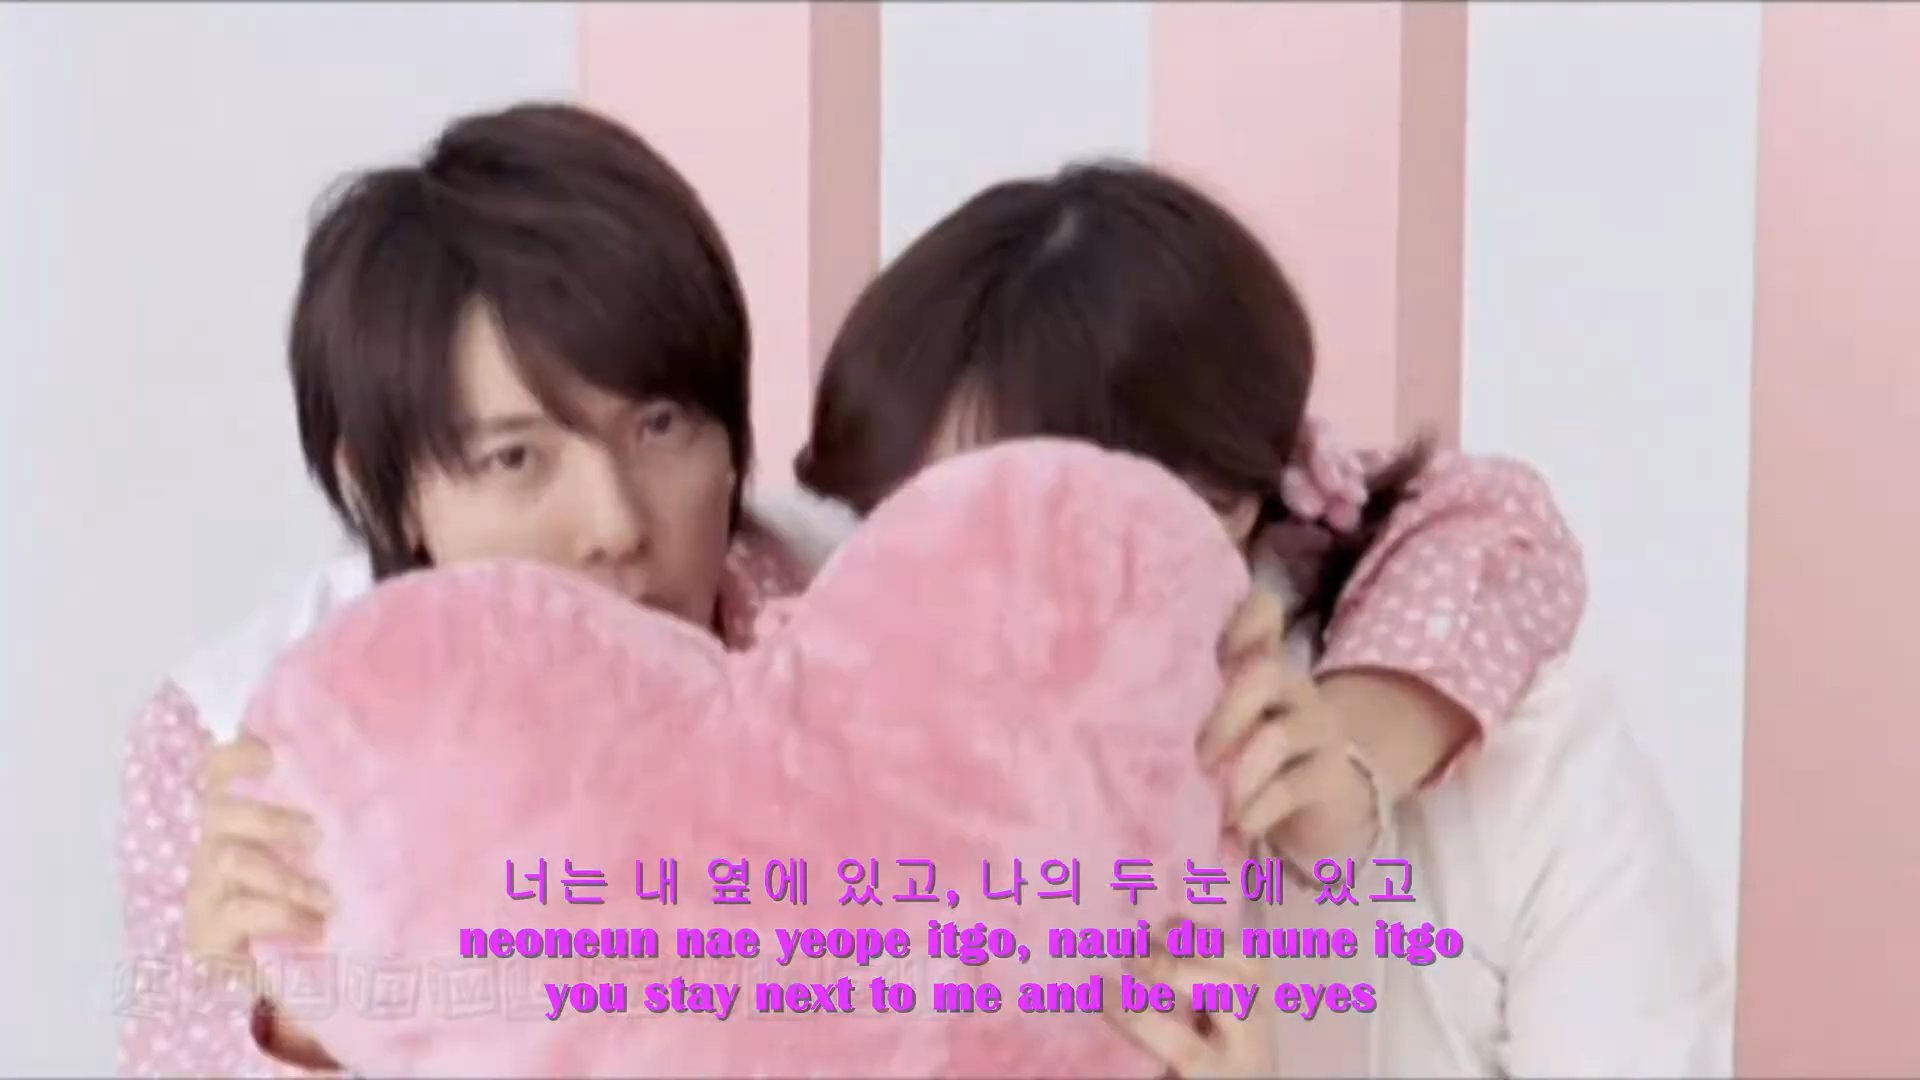 너는 내 옆에 있고, 나의 두 눈에 있고
neoneun nae yeope itgo, naui du nune itgo
you stay next to me and be my eyes